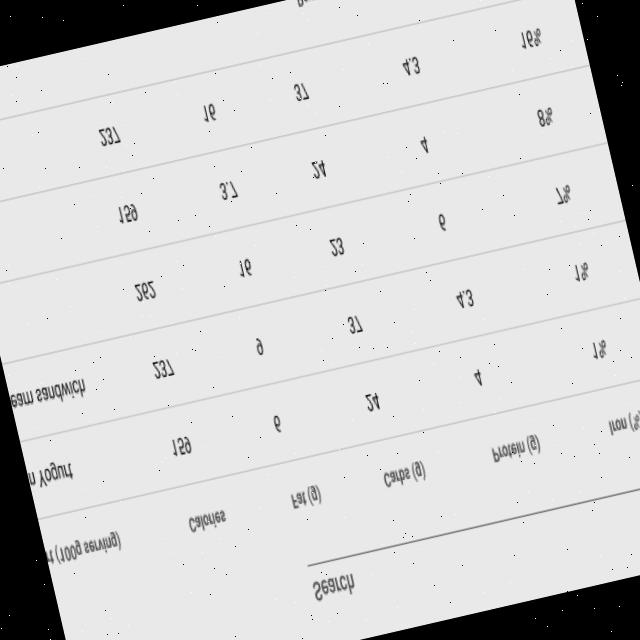 Search
rt (100g serving) Calories Fat (g) Carbs (g) Protein (g) Iron (%)
n Yogurt 159 6 24 4 1%
eam sandwich 237 9 37 4.3 1%
262 16 23 6 7%
159 3.7 24 4 8%
237 16 37 4.3 16%